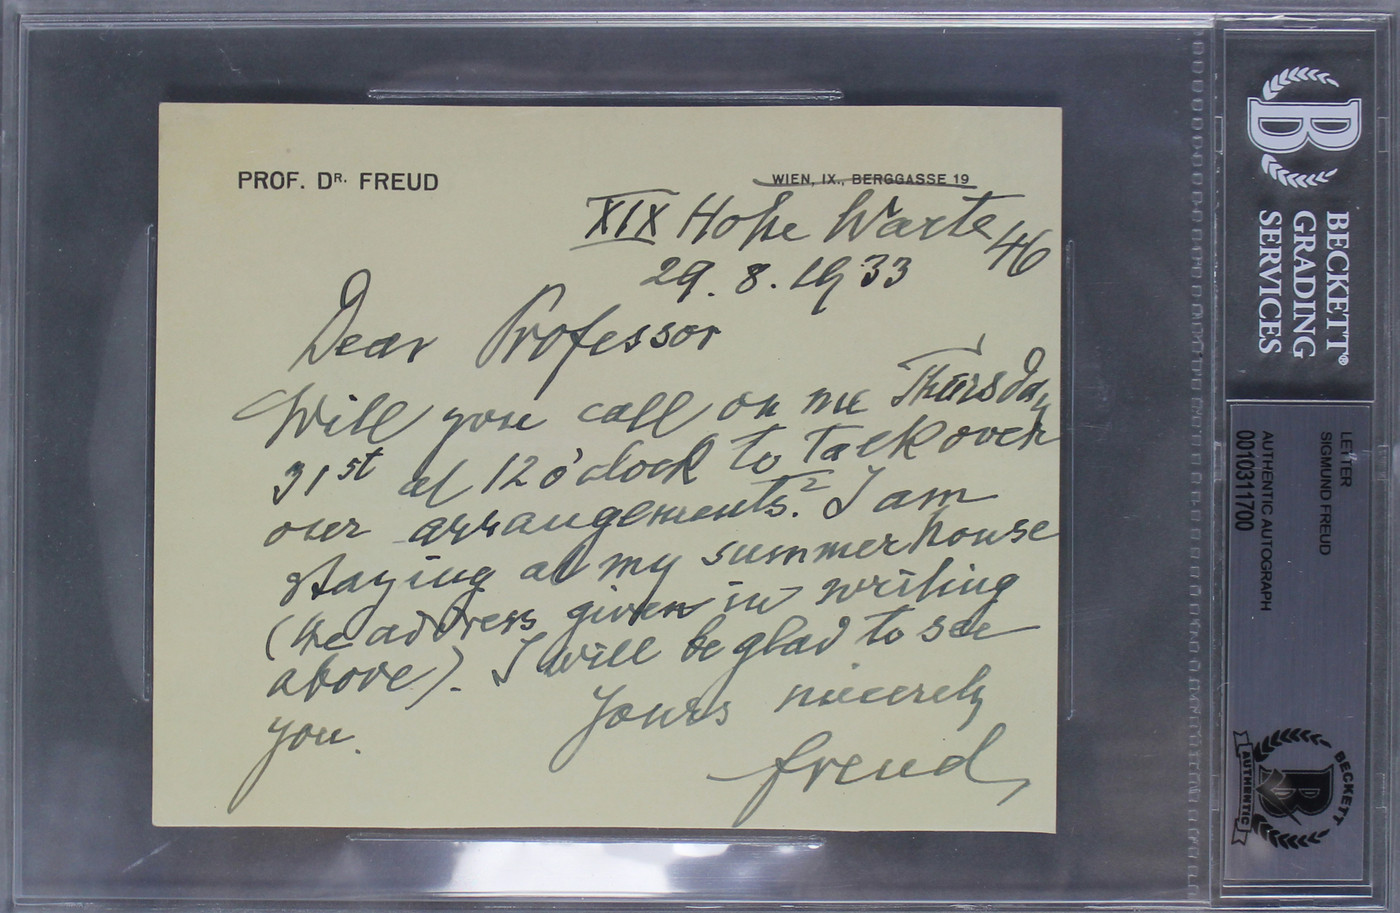 PROF. DR. FREUD
WIEN, IX., BERGGASSE 19
XIX Hohe Warte 46
29. 8. 1933
Dear Professor
Will you call on me Thursday
31st at 12 o'clock to talk over
our arrangements. I am
staying at my summerhouse
(the address given in writing
above). I will be glad to see
you.
Yours sincerely
Freud
BECKETT®
GRADING
SERVICES
LETTER
SIGMUND FREUD
AUTHENTIC AUTOGRAPH
0010311700
BECKETT
AUTHENTIC